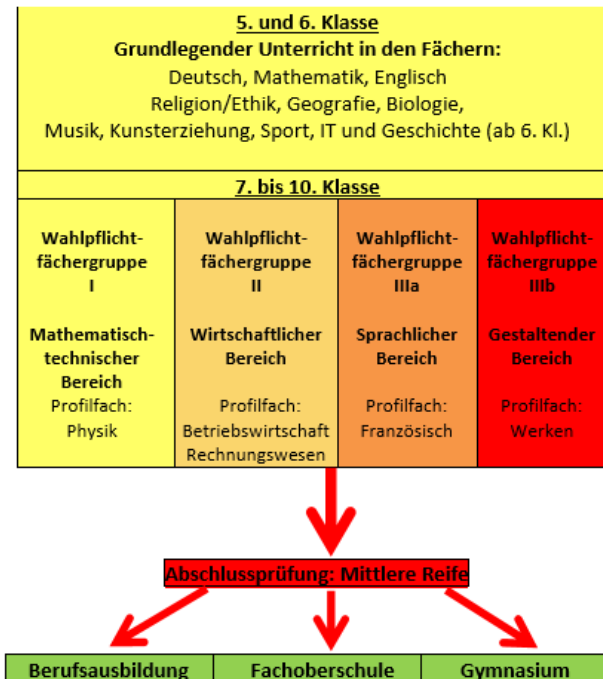 5. und 6. Klasse
Grundlegender Unterricht in den Fächern:
Deutsch, Mathematik, Englisch
Religion/Ethik, Geografie, Biologie,
Musik, Kunsterziehung, Sport, IT und Geschichte (ab 6. Kl.)
7. bis 10. Klasse
Wahlpflicht-
fächergruppe
I
Mathematisch-
technischer
Bereich
Profilfach:
Physik
Wahlpflicht-
fächergruppe
II
Wirtschaftlicher
Bereich
Profilfach:
Betriebswirtschaft
Rechnungswesen
Wahlpflicht-
fächergruppe
IIIa
Sprachlicher
Bereich
Profilfach:
Französisch
Wahlpflicht-
fächergruppe
IIIb
Gestaltender
Bereich
Profilfach:
Werken
Abschlussprüfung: Mittlere Reife
Berufsausbildung
Fachoberschule
Gymnasium